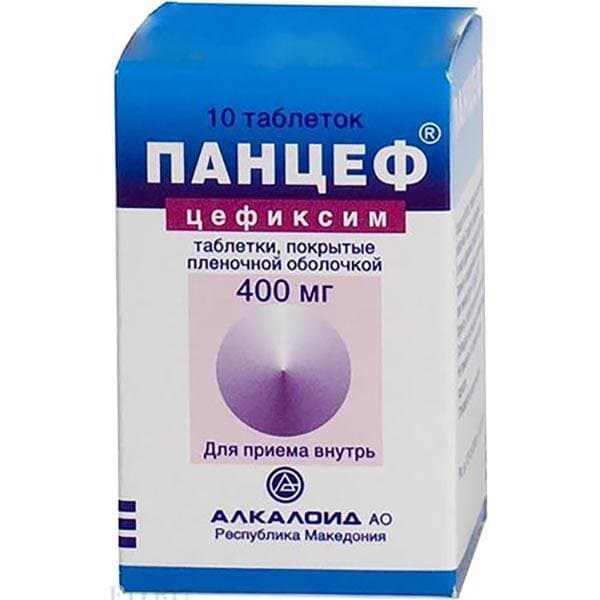 10 таблеток
ПАНЦЕФ®
цефиксим
таблетки, покрытые
пленочной оболочкой
400 мг
Для приема внутрь
АЛКАЛОИД АО
Республика Македония